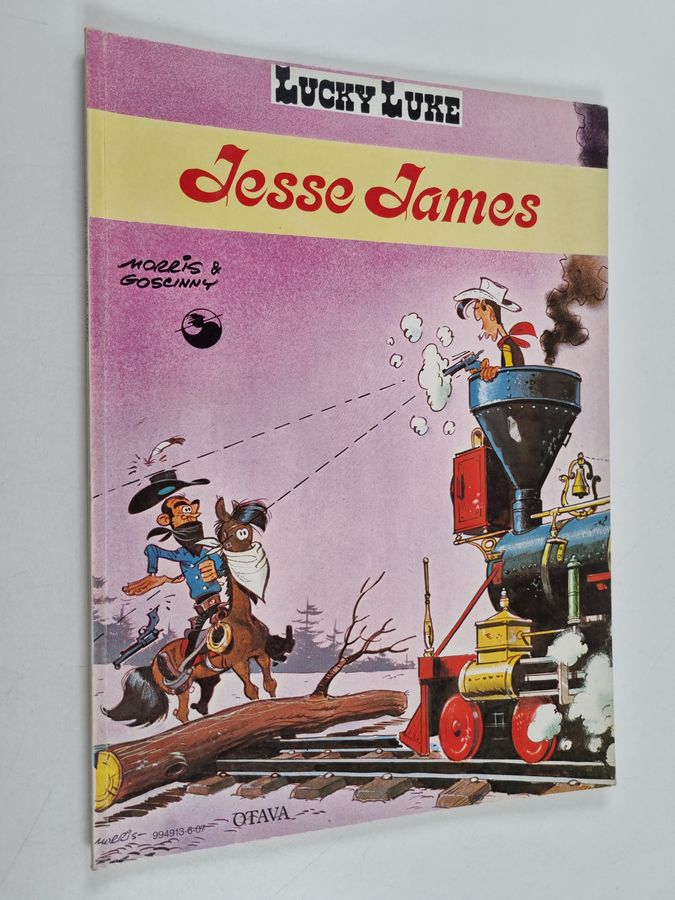 LUCKY LUKE
Jesse James
MORRIS &
GOSCINNY
OTAVA
MORRIS- 994913-6-07